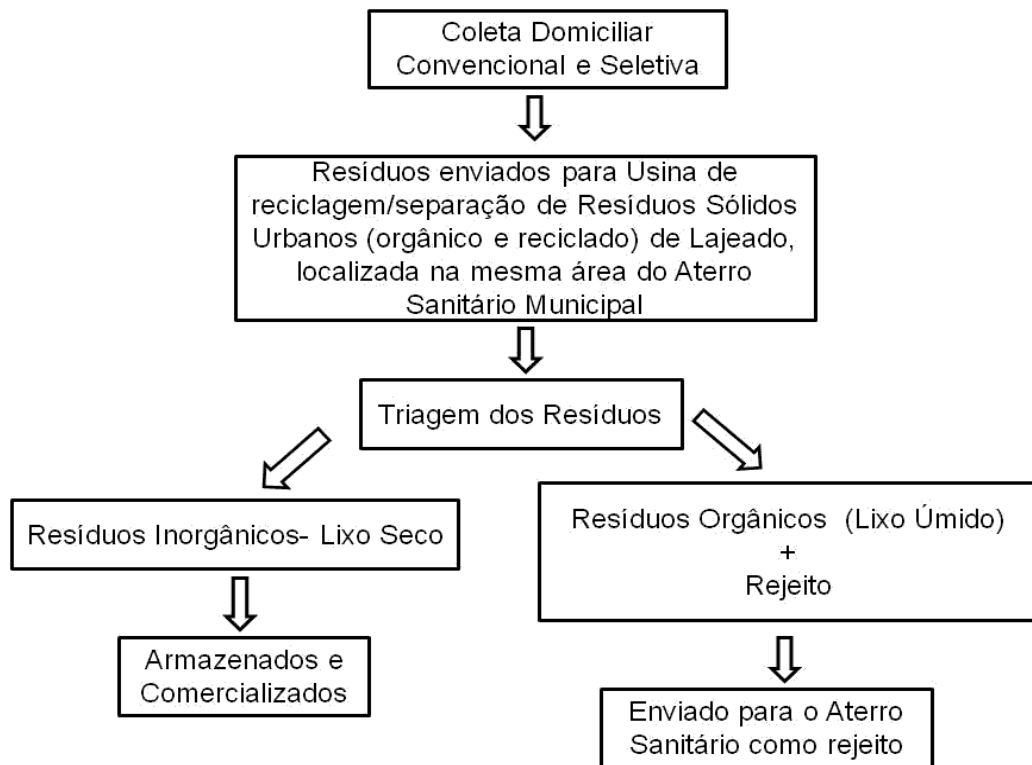 Coleta Domiciliar
Convencional e Seletiva
Resíduos enviados para Usina de
reciclagem/separação de Resíduos Sólidos
Urbanos (orgânico e reciclado) de Lajeado,
localizada na mesma área do Aterro
Sanitário Municipal
Triagem dos Resíduos
Resíduos Inorgânicos- Lixo Seco
Armazenados e
Comercializados
Resíduos Orgânicos (Lixo Úmido)
+
Rejeito
Enviado para o Aterro
Sanitário como rejeito